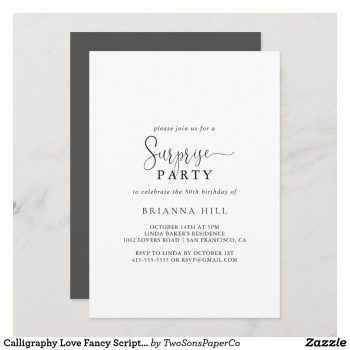 please join us for a
Surprise
PARTY
to celebrate the 90th birthday of
BRIANNA HILL
OCTOBER 14TH AT 5PM
LINDA BAKER'S RESIDENCE
1002 LOVERS ROAD | SAN FRANCISCO, CA
RSVP TO LINDA BY OCTOBER 1ST
415-555-5555 OR RSVP@GMAIL.COM
Calligraphy Love Fancy Script... by TwoSonsPaperCo
Zazzle